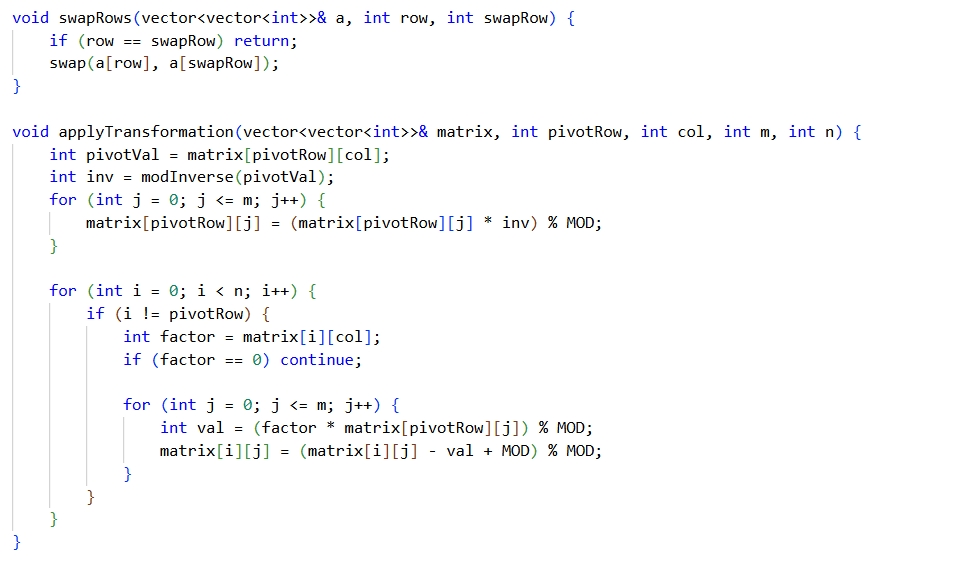 void swapRows(vector<vector<int>>& a, int row, int swapRow) {
    if (row == swapRow) return;
    swap(a[row], a[swapRow]);
}

void applyTransformation(vector<vector<int>>& matrix, int pivotRow, int col, int m, int n) {
    int pivotVal = matrix[pivotRow][col];
    int inv = modInverse(pivotVal);
    for (int j = 0; j <= m; j++) {
        matrix[pivotRow][j] = (matrix[pivotRow][j] * inv) % MOD;
    }

    for (int i = 0; i < n; i++) {
        if (i != pivotRow) {
            int factor = matrix[i][col];
            if (factor == 0) continue;

            for (int j = 0; j <= m; j++) {
                int val = (factor * matrix[pivotRow][j]) % MOD;
                matrix[i][j] = (matrix[i][j] - val + MOD) % MOD;
            }
        }
    }
}